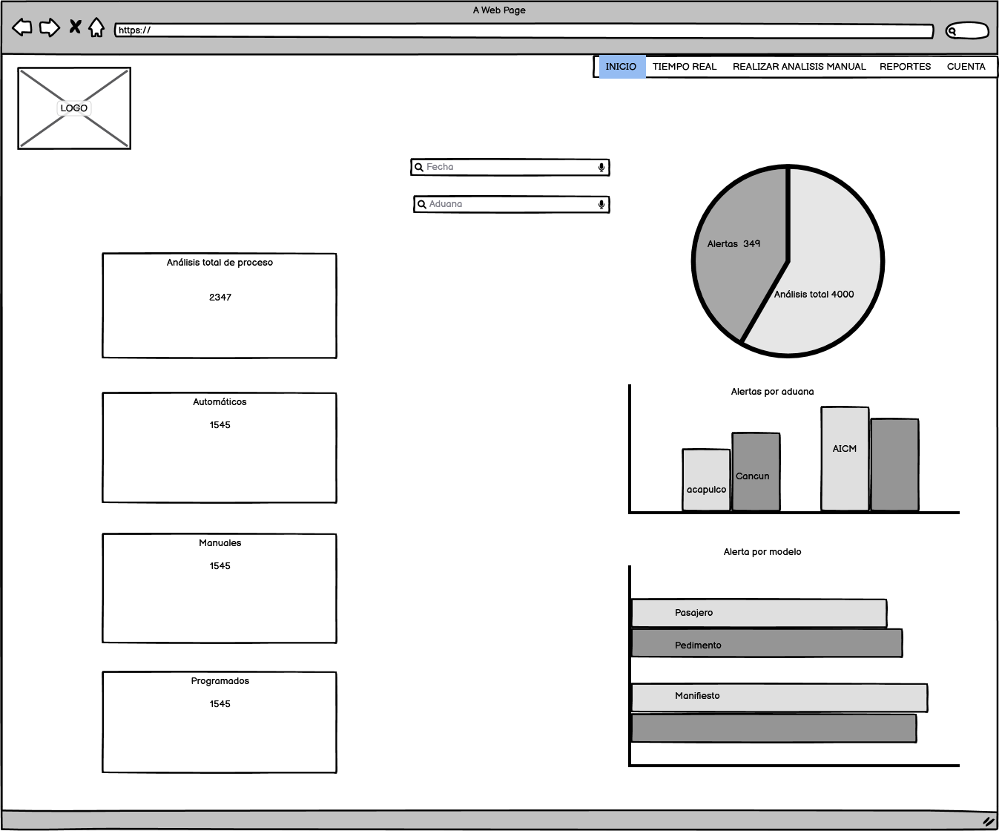 A Web Page
https://
INICIO TIEMPO REAL REALIZAR ANALISIS MANUAL REPORTES CUENTA
LOGO
Fecha
Aduana
Análisis total de proceso
2347
Automáticos
1545
Manuales
1545
Programados
1545
Alertas 349
Análisis total 4000
Alertas por aduana
acapulco
Cancun
AICM
Alerta por modelo
Pasajero
Pedimento
Manifiesto